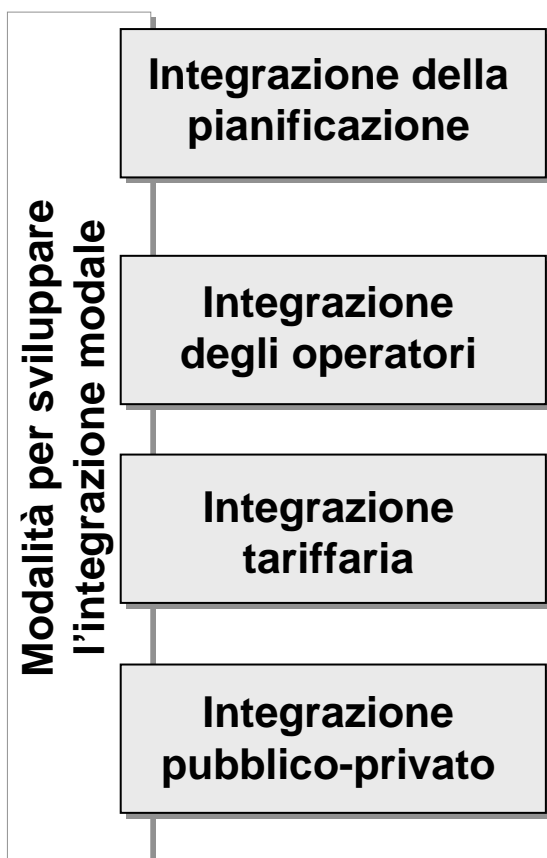 Modalità per sviluppare
l'integrazione modale
Integrazione della
pianificazione
Integrazione
degli operatori
Integrazione
tariffaria
Integrazione
pubblico-privato